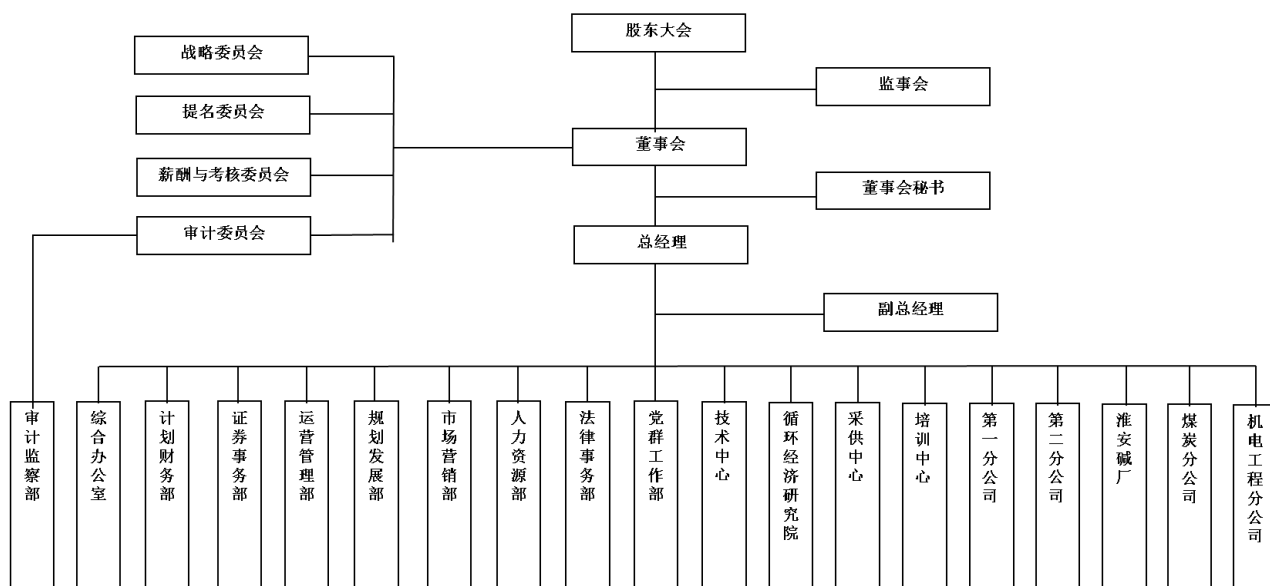 股东大会
战略委员会
监事会
提名委员会
董事会
薪酬与考核委员会
董事会秘书
审计委员会
总经理
副总经理
审计监察部
综合办公室
计划财务部
证券事务部
运营管理部
规划发展部
市场营销部
人力资源部
法律事务部
党群工作部
技术中心
循环经济研究院
采供中心
培训中心
第一分公司
第二分公司
淮安碱厂
煤炭分公司
机电工程分公司